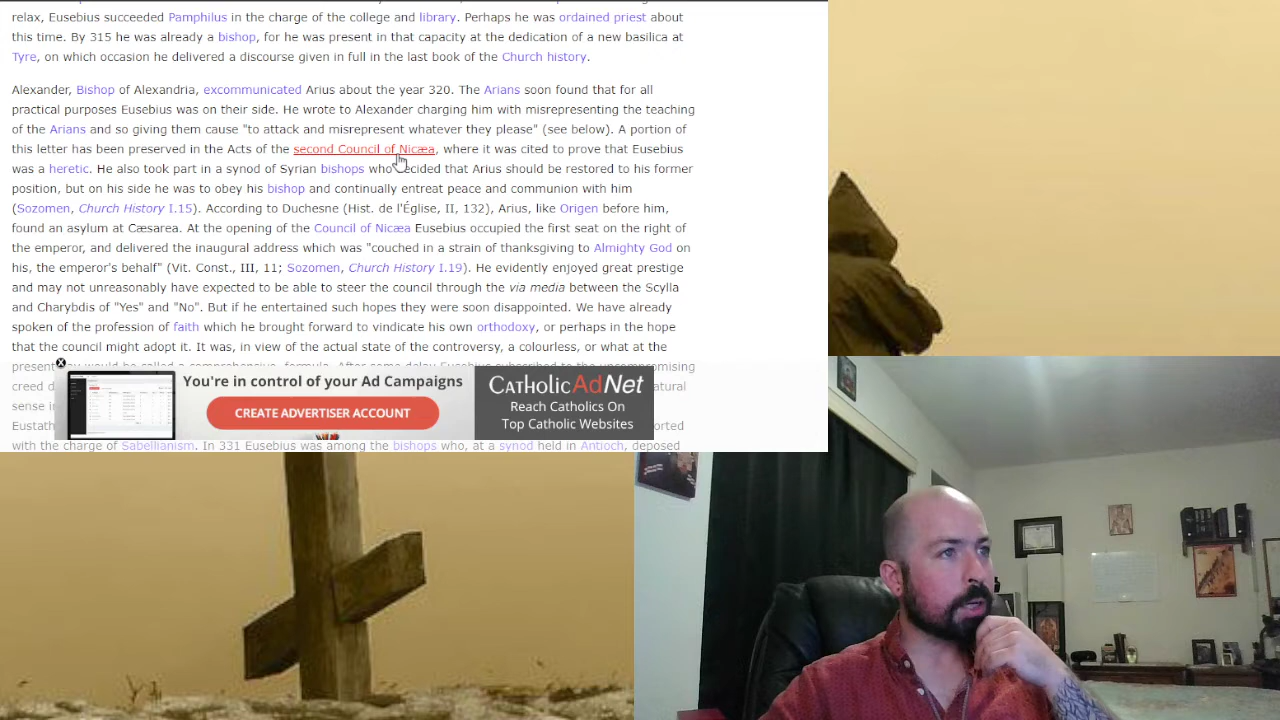 relax, Eusebius succeeded Pamphilus in the charge of the college and library. Perhaps he was ordained priest about
this time. By 315 he was already a bishop, for he was present in that capacity at the dedication of a new basilica at
Tyre, on which occasion he delivered a discourse given in full in the last book of the Church history.
Alexander, Bishop of Alexandria, excommunicated Arius about the year 320. The Arians soon found that for all
practical purposes Eusebius was on their side. He wrote to Alexander charging him with misrepresenting the teaching
of the Arians and so giving them cause "to attack and misrepresent whatever they please" (see below). A portion of
this letter has been preserved in the Acts of the second Council of Nicæa, where it was cited to prove that Eusebius
was a heretic. He also took part in a synod of Syrian bishops who decided that Arius should be restored to his former
position, but on his side he was to obey his bishop and continually entreat peace and communion with him
(Sozomen, Church History I.15). According to Duchesne (Hist. de l'Église, II, 132), Arius, like Origen before him,
found an asylum at Cæsarea. At the opening of the Council of Nicæa Eusebius occupied the first seat on the right of
the emperor, and delivered the inaugural address which was "couched in a strain of thanksgiving to Almighty God on
his, the emperor's behalf" (Vit. Const., III, 11; Sozomen, Church History I.19). He evidently enjoyed great prestige
and may not unreasonably have expected to be able to steer the council through the via media between the Scylla
and Charybdis of "Yes" and "No". But if he entertained such hopes they were soon disappointed. We have already
spoken of the profession of faith which he brought forward to vindicate his own orthodoxy, or perhaps in the hope
that the council might adopt it. It was, in view of the actual state of the controversy, a colourless, or what at the
present day would be called a comprehensive, formula. After some delay Eusebius subscribed to the uncompromising
creed
sense in
Eustath
with the charge of Sabellianism. In 331 Eusebius was among the bishops who, at a synod held in Antioch, deposed
You're in control of your Ad Campaigns
CREATE ADVERTISER ACCOUNT
CATHOLICADNET
Reach Catholics On
Top Catholic Websites